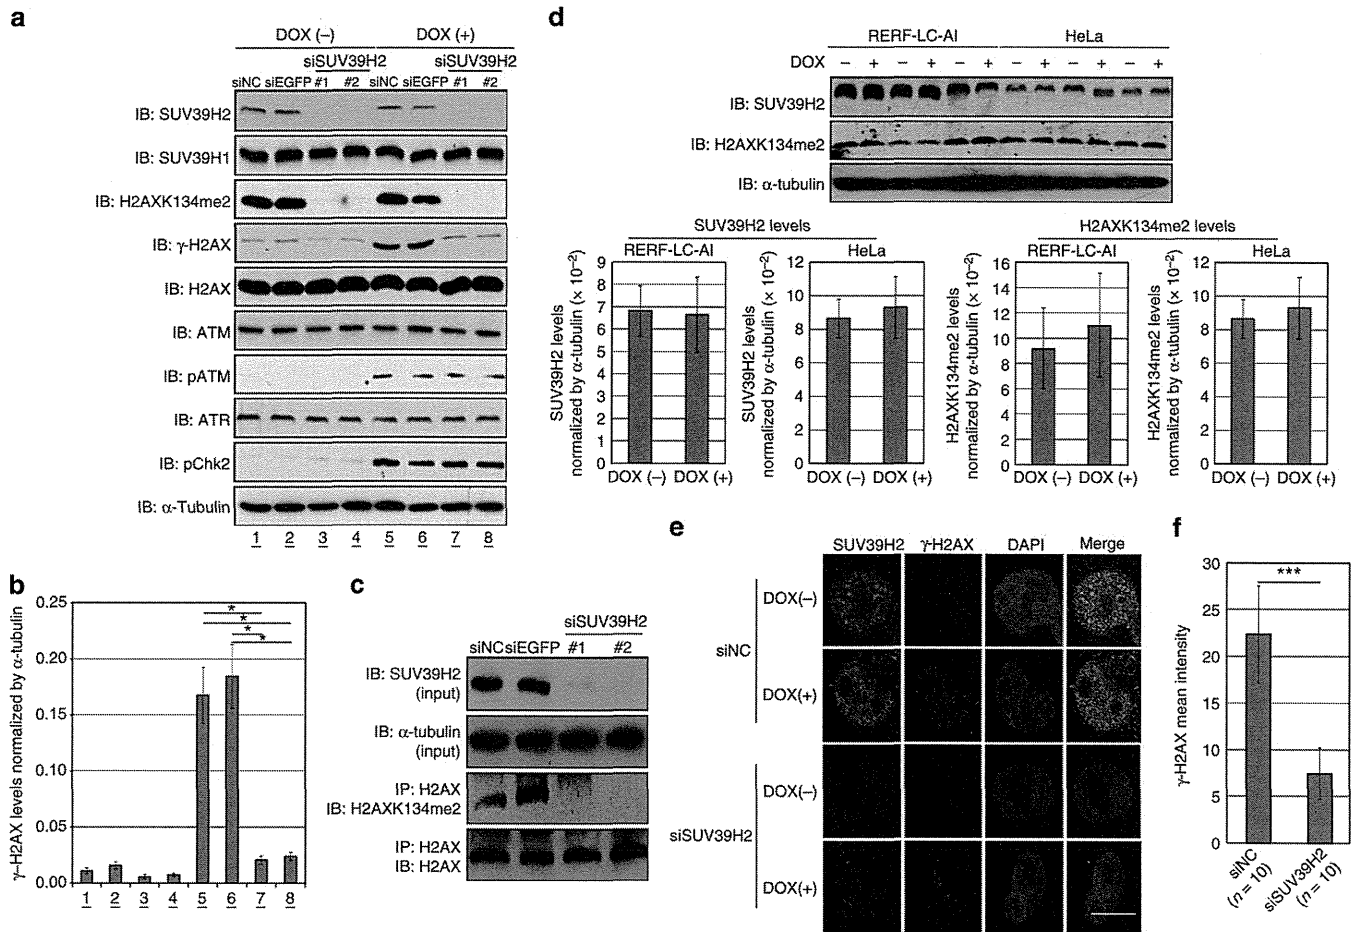 a
DOX (−) DOX (+)
siSUV39H2 siSUV39H2
siNC siEGFP #1 #2 siNC siEGFP #1 #2
IB: SUV39H2
IB: SUV39H1
IB: H2AXK134me2
IB: γ-H2AX
IB: H2AX
IB: ATM
IB: pATM
IB: ATR
IB: pChk2
IB: α-Tubulin
1 2 3 4 5 6 7 8
b
γ–H2AX levels normalized by α-tubulin
0.25
0.20
0.15
0.10
0.05
0.00
* * * *
1 2 3 4 5 6 7 8
c
siSUV39H2
siNC siEGFP #1 #2
IB: SUV39H2
(input)
IB: α-tubulin
(input)
IP: H2AX
IB: H2AXK134me2
IP: H2AX
IB: H2AX
d
RERF-LC-AI HeLa
DOX − + − + − + − + − + − +
IB: SUV39H2
IB: H2AXK134me2
IB: α-tubulin
SUV39H2 levels
RERF-LC-AI
SUV39H2 levels
normalized by α-tubulin (× 10⁻²)
9
8
7
6
5
4
3
2
1
0
DOX (−) DOX (+)
HeLa
SUV39H2 levels
normalized by α-tubulin (× 10⁻²)
12
10
8
6
4
2
0
DOX (−) DOX (+)
H2AXK134me2 levels
RERF-LC-AI
H2AXK134me2 levels
normalized by α-tubulin (× 10⁻²)
16
14
12
10
8
6
4
2
0
DOX (−) DOX (+)
HeLa
H2AXK134me2 levels
normalized by α-tubulin (× 10⁻²)
12
10
8
6
4
2
0
DOX (−) DOX (+)
e
SUV39H2 γ-H2AX DAPI Merge
siNC
DOX(−)
DOX(+)
siSUV39H2
DOX(−)
DOX(+)
f
γ-H2AX mean intensity
30
25
20
15
10
5
0
***
siNC
(n = 10)
siSUV39H2
(n = 10)